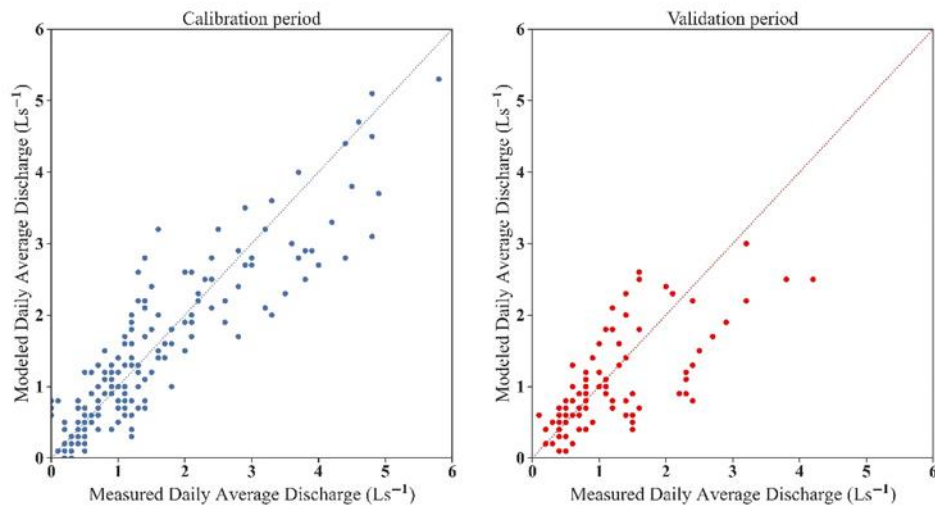 Calibration period
6
5
4
3
2
1
0
Modeled Daily Average Discharge (Ls⁻¹)
0 1 2 3 4 5 6
Measured Daily Average Discharge (Ls⁻¹)
Validation period
6
5
4
3
2
1
0
Modeled Daily Average Discharge (Ls⁻¹)
0 1 2 3 4 5 6
Measured Daily Average Discharge (Ls⁻¹)